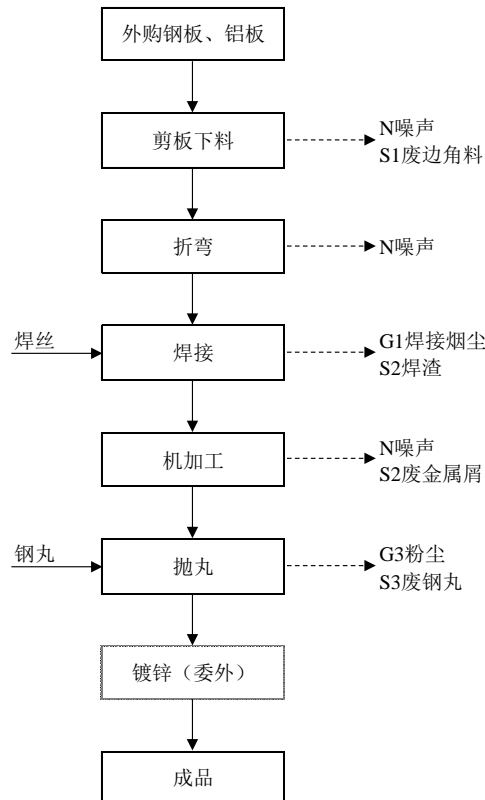 外购钢板、铝板
剪板下料
N噪声
S1废边角料
折弯
N噪声
焊丝
焊接
G1焊接烟尘
S2焊渣
机加工
N噪声
S2废金属屑
钢丸
抛丸
G3粉尘
S3废钢丸
镀锌（委外）
成品